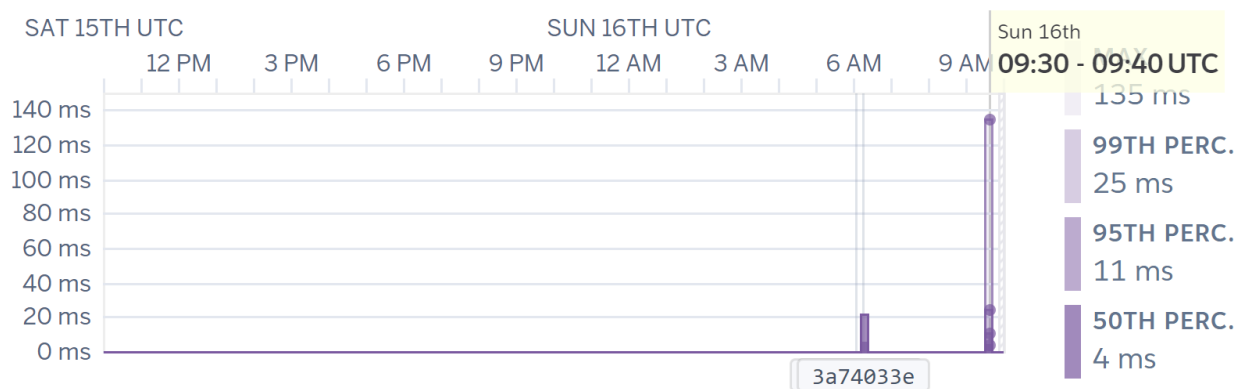 SAT 15TH UTC
SUN 16TH UTC
12 PM
3 PM
6 PM
9 PM
12 AM
3 AM
6 AM
9 AM
Sun 16th
09:30 - 09:40 UTC
140 ms
120 ms
100 ms
80 ms
60 ms
40 ms
20 ms
0 ms
3a74033e
MAX
135 ms
99TH PERC.
25 ms
95TH PERC.
11 ms
50TH PERC.
4 ms